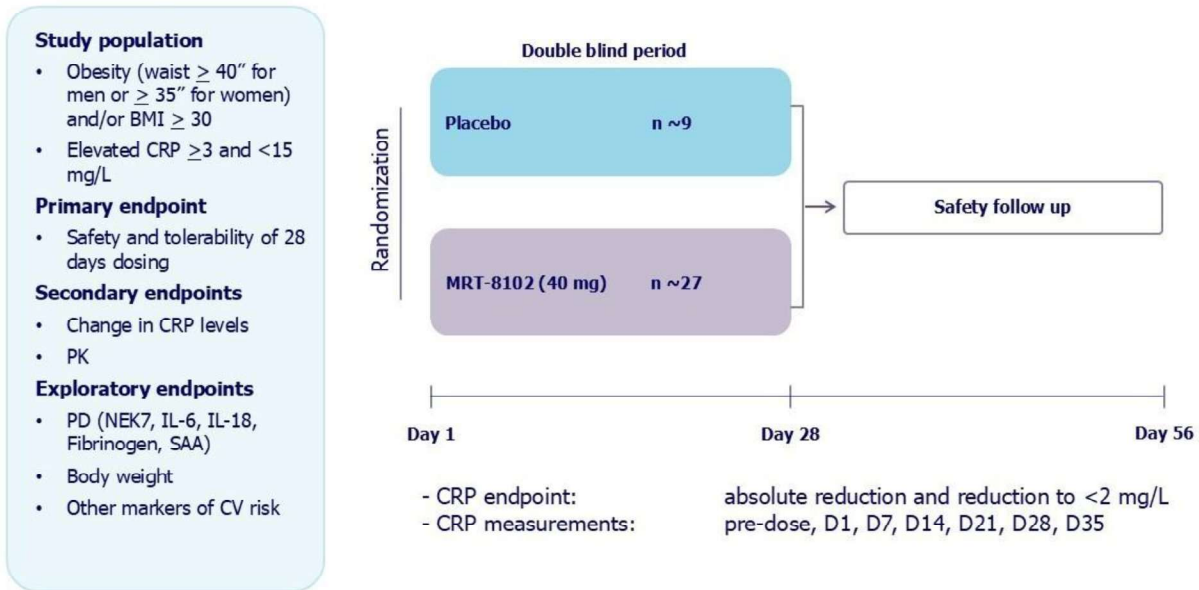 Study population
• Obesity (waist ≥ 40” for
men or ≥ 35” for women)
and/or BMI ≥ 30
• Elevated CRP ≥3 and <15
mg/L
Primary endpoint
• Safety and tolerability of 28
days dosing
Secondary endpoints
• Change in CRP levels
• PK
Exploratory endpoints
• PD (NEK7, IL-6, IL-18,
Fibrinogen, SAA)
• Body weight
• Other markers of CV risk
Randomization
Double blind period
Placebo n ~9
MRT-8102 (40 mg) n ~27
Safety follow up
Day 1 Day 28 Day 56
- CRP endpoint: absolute reduction and reduction to <2 mg/L
- CRP measurements: pre-dose, D1, D7, D14, D21, D28, D35